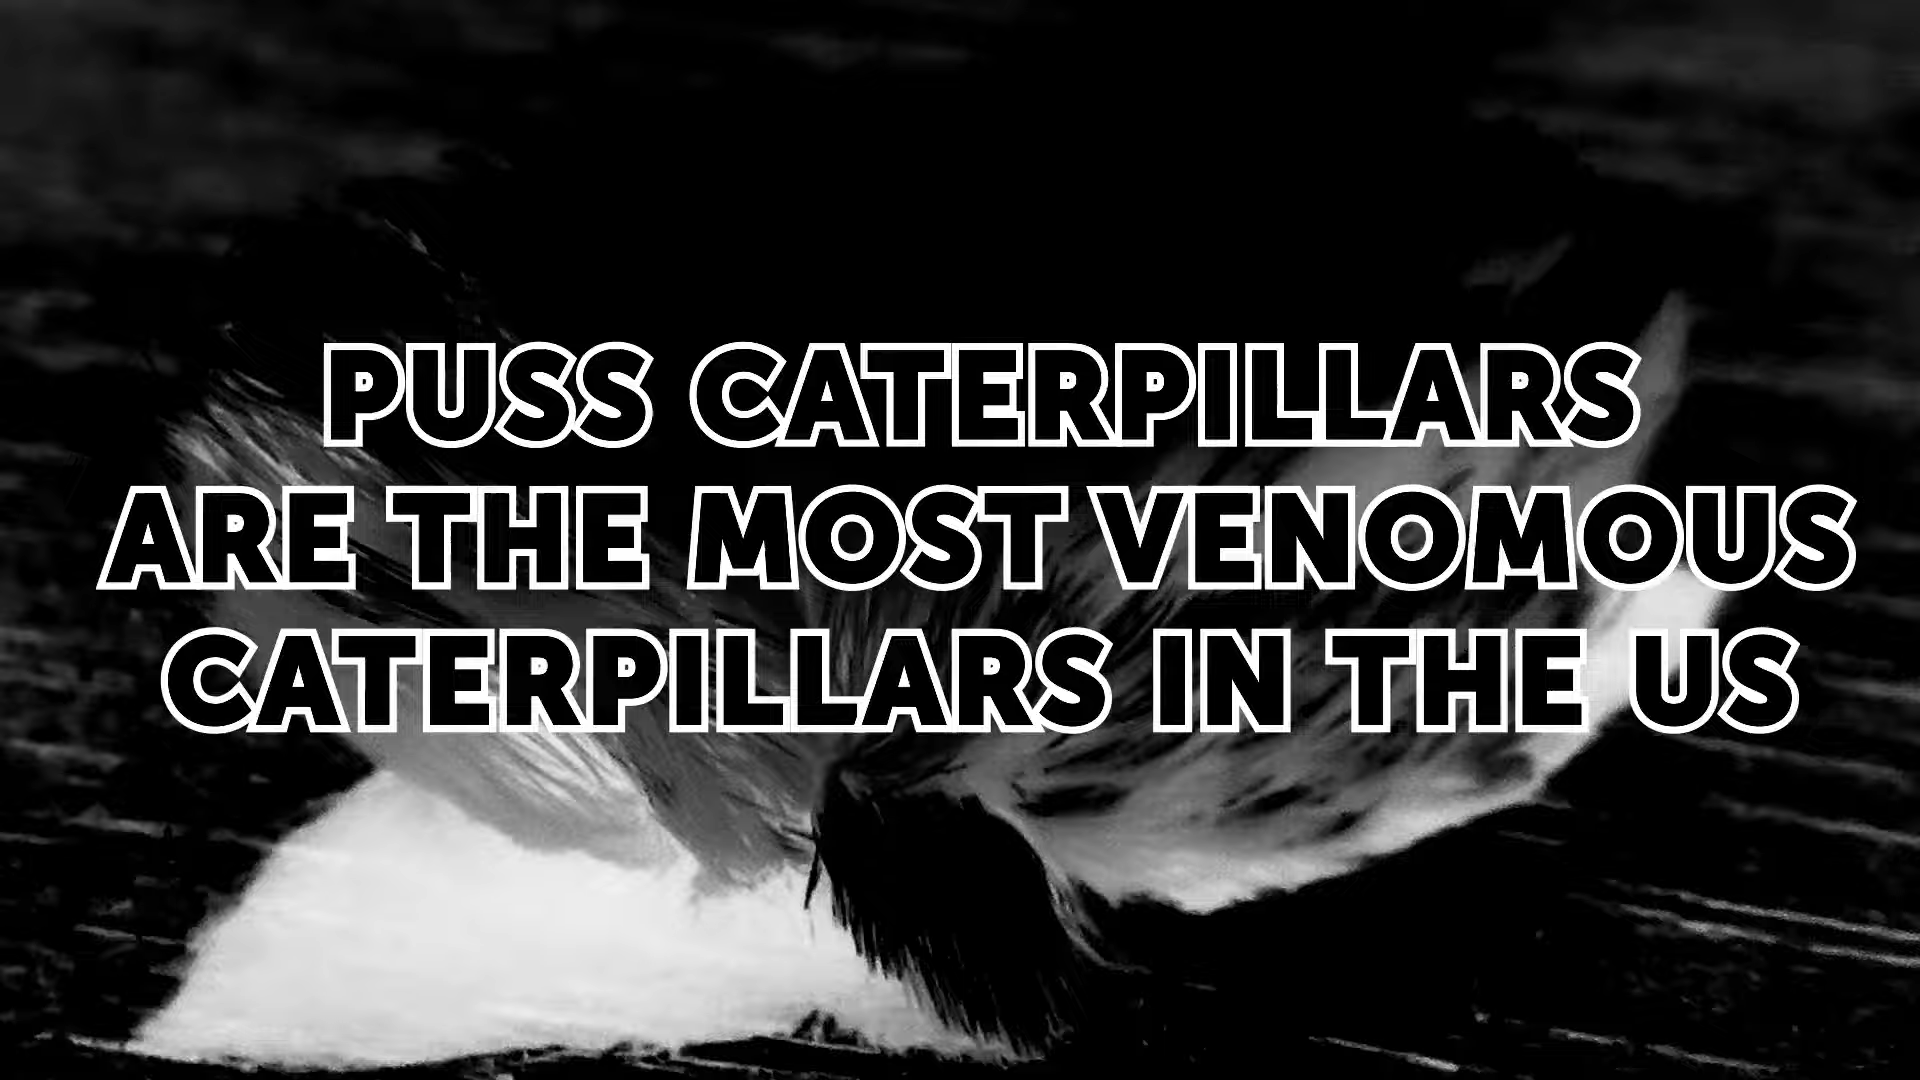 PUSS CATERPILLARS
ARE THE MOST VENOMOUS
CATERPILLARS IN THE US